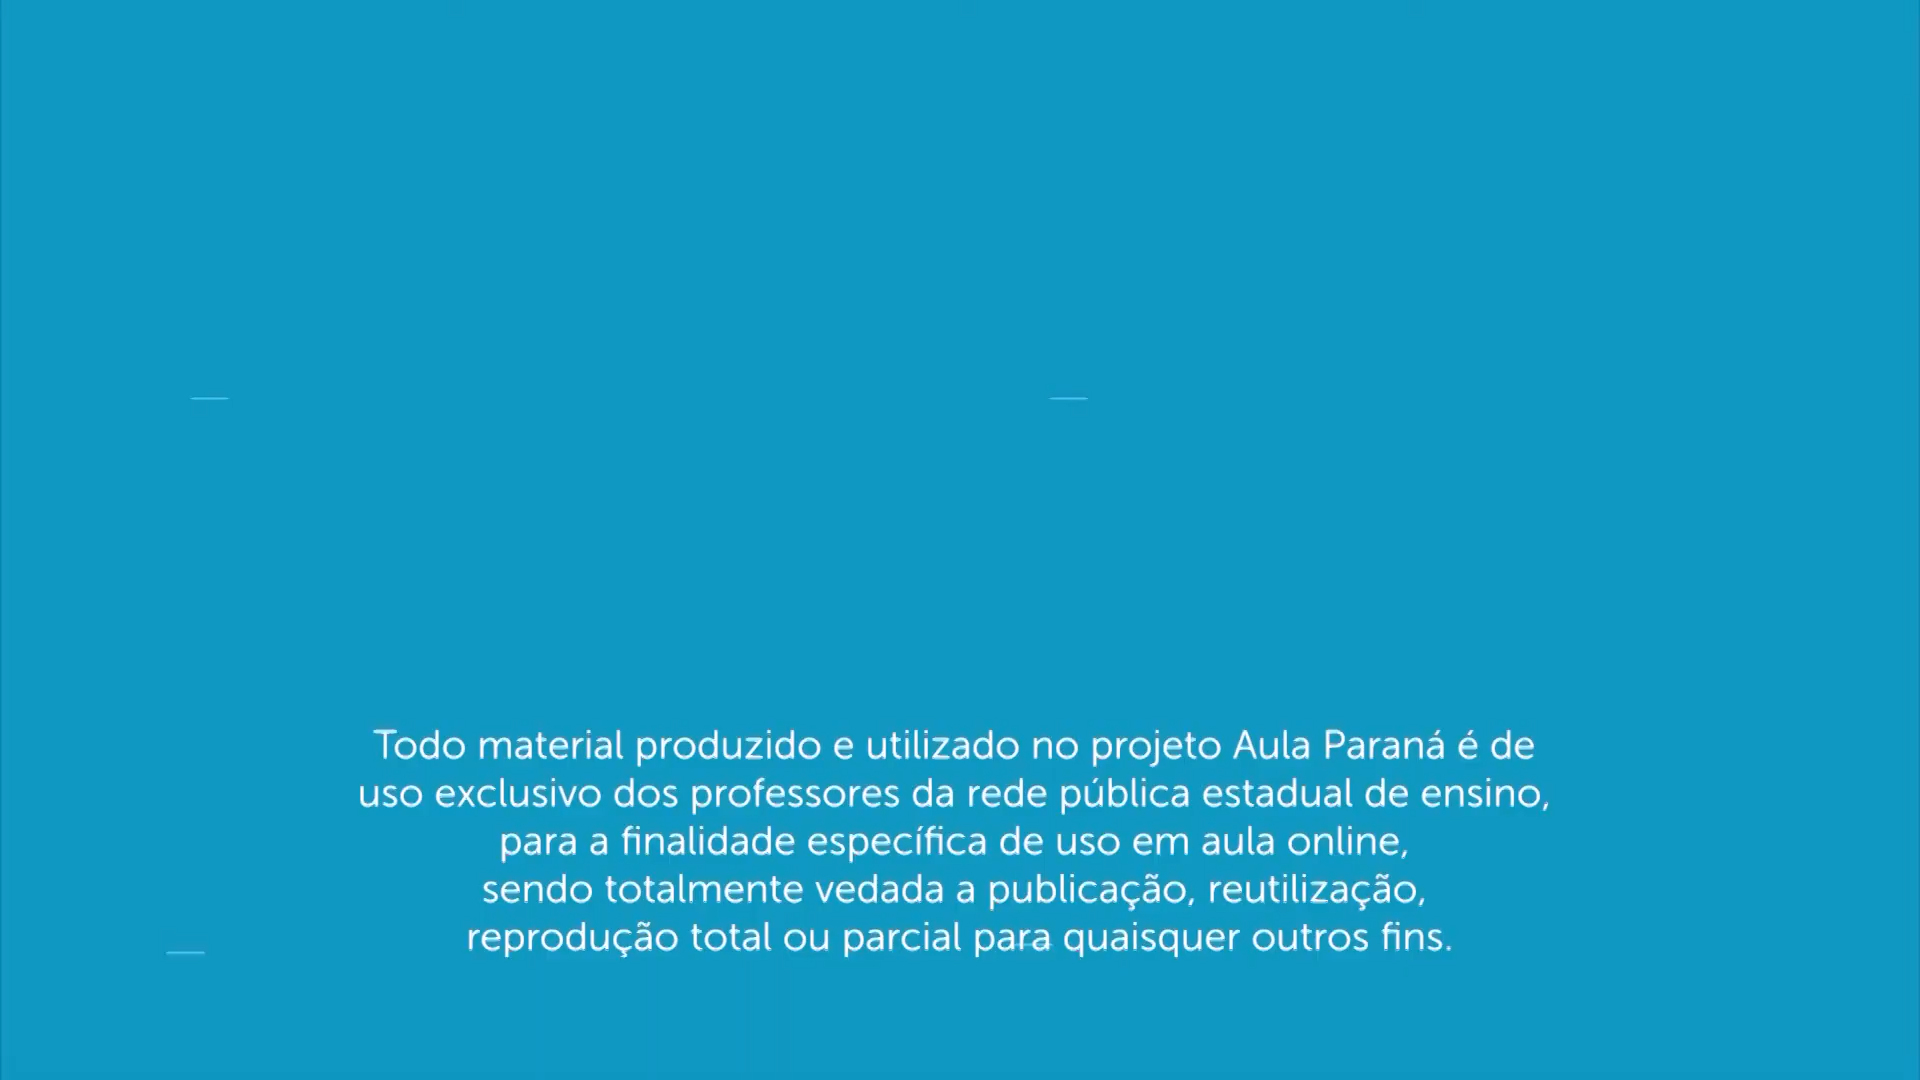 Todo material produzido e utilizado no projeto Aula Paraná é de
uso exclusivo dos professores da rede pública estadual de ensino,
para a finalidade específica de uso em aula online,
sendo totalmente vedada a publicação, reutilização,
reprodução total ou parcial para quaisquer outros fins.